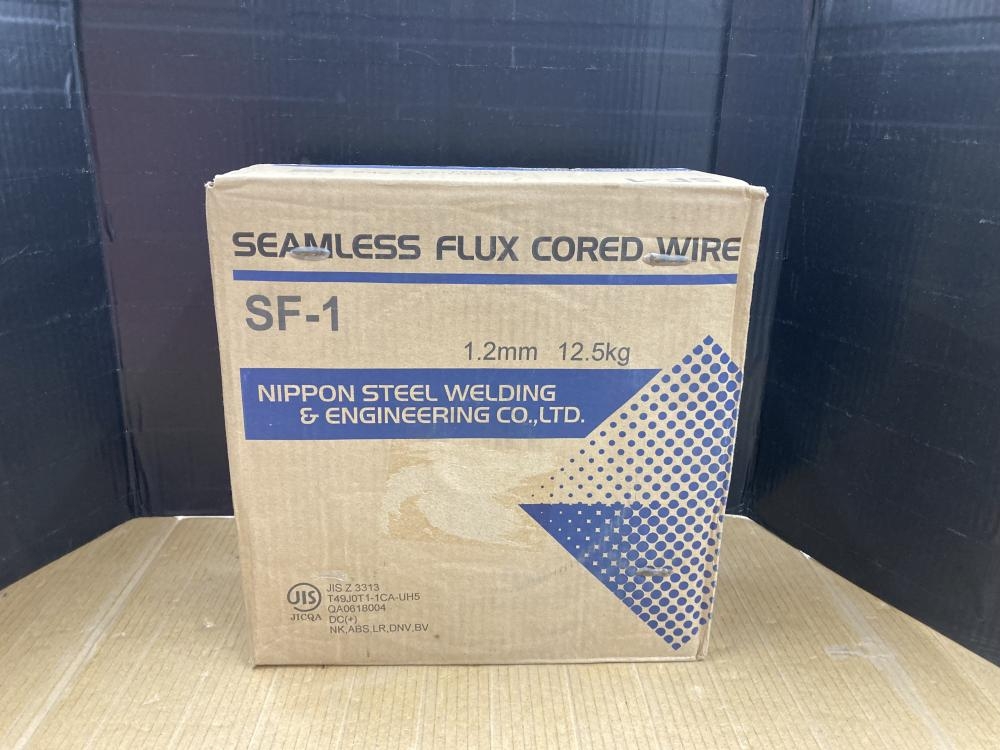 SEAMLESS FLUX CORED WIRE
SF-1
1.2mm 12.5kg
NIPPON STEEL WELDING
& ENGINEERING CO.,LTD.
JIS
JICQA
JIS Z 3313
T49J0T1-1CA-UH5
QA0618004
DC(+)
NK,ABS,LR,DNV,BV